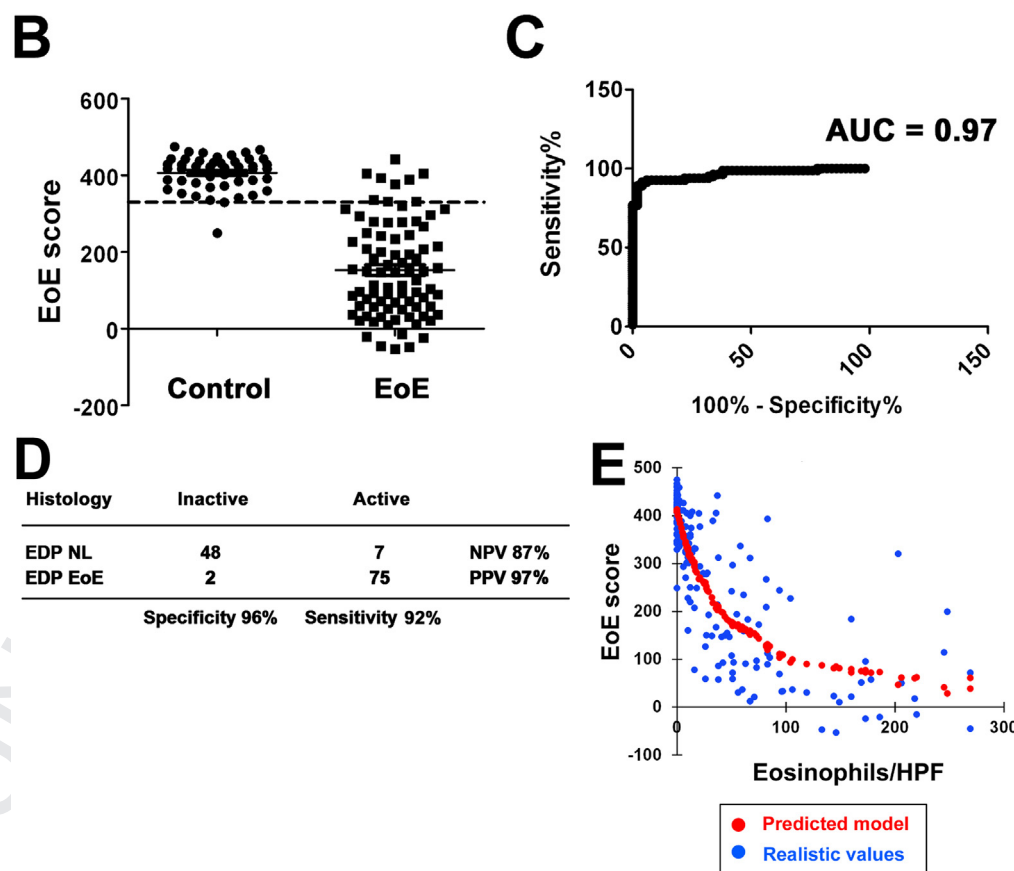 B
600
400
200
0
-200
EoE score
Control EoE
C
150
100
50
0
Sensitivity%
AUC = 0.97
0 50 100 150
100% - Specificity%
D
Histology Inactive Active
EDP NL 48 7 NPV 87%
EDP EoE 2 75 PPV 97%
Specificity 96% Sensitivity 92%
E
500
400
300
200
100
0
-100
EoE score
0 100 200 300
Eosinophils/HPF
Predicted model
Realistic values